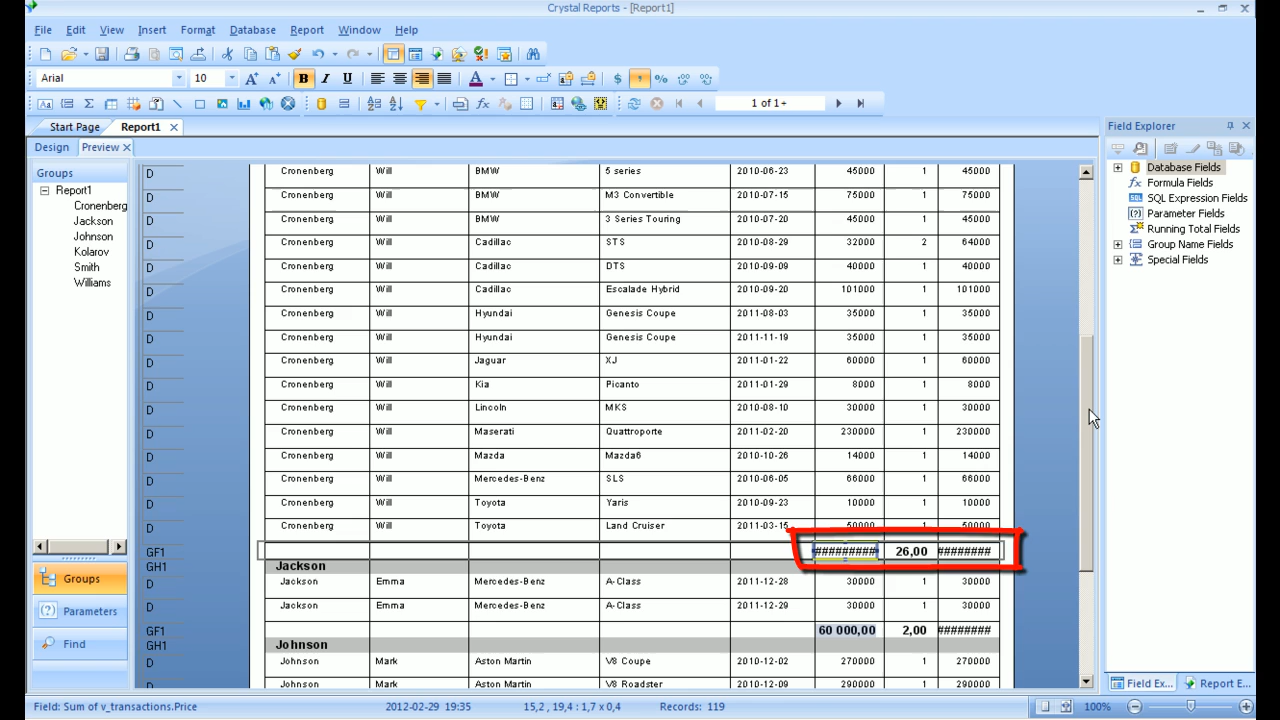 Crystal Reports - [Report1]
File Edit View Insert Format Database Report Window Help
Arial 10 B I U $ , %
Aa Σ fx 1 of 1+
Start Page Report1 Field Explorer
Design Preview
Groups
Report1
Cronenberg
Jackson
Johnson
Kolarov
Smith
Williams
D Cronenberg Will BMW 5 series 2010-06-23 45000 1 45000
D Cronenberg Will BMW M3 Convertible 2010-07-15 75000 1 75000
D Cronenberg Will BMW 3 Series Touring 2010-07-20 45000 1 45000
D Cronenberg Will Cadillac STS 2010-08-29 32000 2 64000
D Cronenberg Will Cadillac DTS 2010-09-09 40000 1 40000
D Cronenberg Will Cadillac Escalade Hybrid 2010-09-20 101000 1 101000
D Cronenberg Will Hyundai Genesis Coupe 2011-08-03 35000 1 35000
D Cronenberg Will Hyundai Genesis Coupe 2011-11-19 35000 1 35000
D Cronenberg Will Jaguar XJ 2011-01-22 60000 1 60000
D Cronenberg Will Kia Picanto 2011-01-29 8000 1 8000
D Cronenberg Will Lincoln MKS 2010-08-10 30000 1 30000
D Cronenberg Will Maserati Quattroporte 2011-02-20 230000 1 230000
D Cronenberg Will Mazda Mazda6 2010-10-26 14000 1 14000
D Cronenberg Will Mercedes-Benz SLS 2010-06-05 66000 1 66000
D Cronenberg Will Toyota Yaris 2010-09-23 10000 1 10000
D Cronenberg Will Toyota Land Cruiser 2011-03-15 50000 1 50000
GF1 ######### 26,00 ########
GH1 Jackson
D Jackson Emma Mercedes-Benz A-Class 2011-12-28 30000 1 30000
D Jackson Emma Mercedes-Benz A-Class 2011-12-29 30000 1 30000
GF1 60 000,00 2,00 ########
GH1 Johnson
D Johnson Mark Aston Martin V8 Coupe 2010-12-02 270000 1 270000
D Johnson Mark Aston Martin V8 Roadster 2010-12-09 290000 1 290000
Groups
Parameters
Find
Database Fields
fx Formula Fields
SQL SQL Expression Fields
[?] Parameter Fields
Σ Running Total Fields
Group Name Fields
Special Fields
Field Ex... Report E...
Field: Sum of v_transactions.Price 2012-02-29 19:35 15,2 ; 9,4 : 1,7 x 0,4 Records: 119 100%